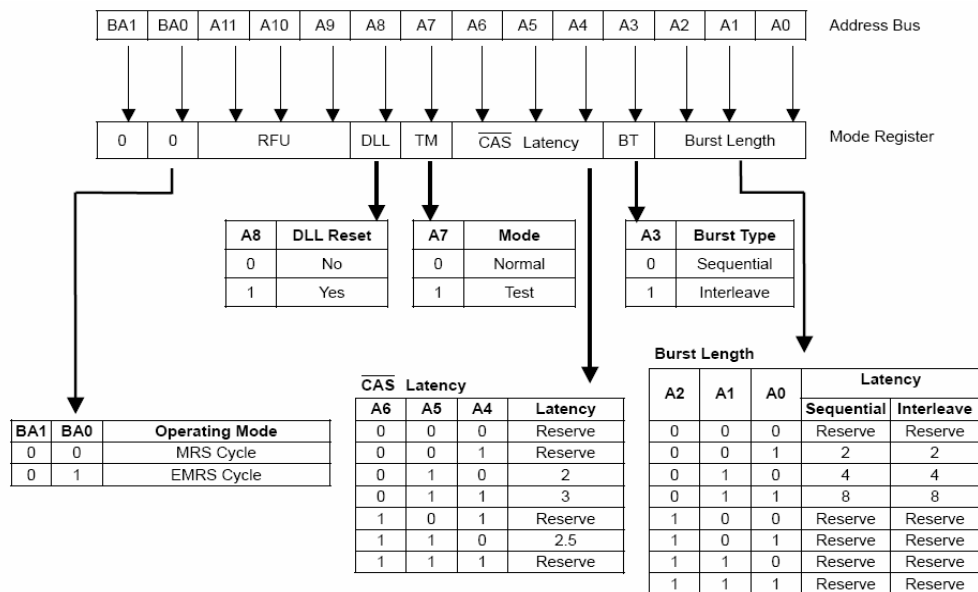 BA1 BA0 A11 A10 A9 A8 A7 A6 A5 A4 A3 A2 A1 A0 Address Bus
0 0 RFU DLL TM CAS Latency BT Burst Length Mode Register
A8 DLL Reset
0 No
1 Yes
A7 Mode
0 Normal
1 Test
A3 Burst Type
0 Sequential
1 Interleave
BA1 BA0 Operating Mode
0 0 MRS Cycle
0 1 EMRS Cycle
CAS Latency
A6 A5 A4 Latency
0 0 0 Reserve
0 0 1 Reserve
0 1 0 2
0 1 1 3
1 0 1 Reserve
1 1 0 2.5
1 1 1 Reserve
Burst Length
A2 A1 A0 Latency
Sequential Interleave
0 0 0 Reserve Reserve
0 0 1 2 2
0 1 0 4 4
0 1 1 8 8
1 0 0 Reserve Reserve
1 0 1 Reserve Reserve
1 1 0 Reserve Reserve
1 1 1 Reserve Reserve